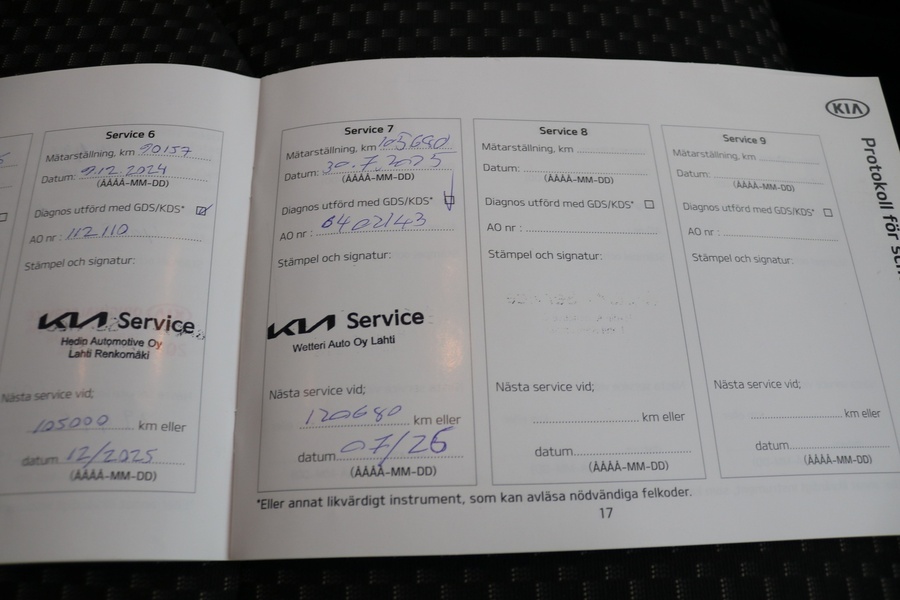 KIA
Protokoll för
Service 6
Mätarställning, km 90157
Datum: 9.12.2024
(ÅÅÅÅ-MM-DD)
Diagnos utförd med GDS/KDS*
AO nr : 112110
Stämpel och signatur:
KIA Service
Hedin Automotive Oy
Lahti Renkomäki
Nästa service vid;
105000 km eller
datum 12/2025
(ÅÅÅÅ-MM-DD)
Service 7
Mätarställning, km 105680
Datum: 30.7.2025
(ÅÅÅÅ-MM-DD)
Diagnos utförd med GDS/KDS*
AO nr : 6402143
Stämpel och signatur:
KIA Service
Wetteri Auto Oy Lahti
Nästa service vid;
120680 km eller
datum 07/26
(ÅÅÅÅ-MM-DD)
Service 8
Mätarställning, km
Datum:
(ÅÅÅÅ-MM-DD)
Diagnos utförd med GDS/KDS*
AO nr :
Stämpel och signatur:
Nästa service vid;
km eller
datum
(ÅÅÅÅ-MM-DD)
Service 9
Mätarställning, km
Datum:
(ÅÅÅÅ-MM-DD)
Diagnos utförd med GDS/KDS*
AO nr :
Stämpel och signatur:
Nästa service vid;
km eller
datum
(ÅÅÅÅ-MM-DD)
*Eller annat likvärdigt instrument, som kan avläsa nödvändiga felkoder.
17